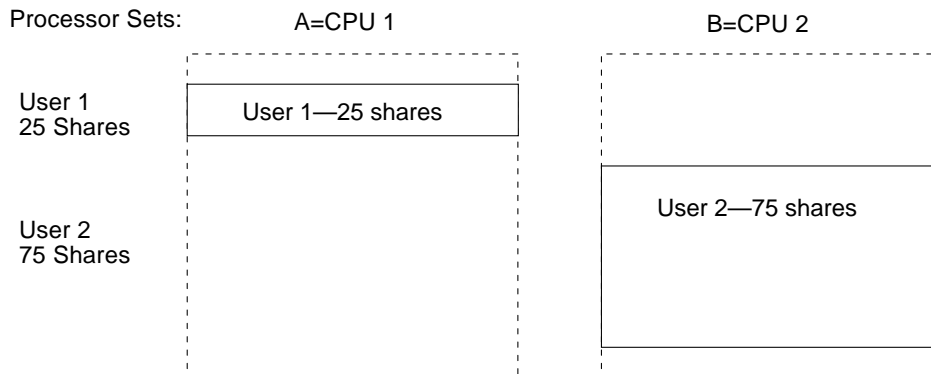 Processor Sets: A=CPU 1 B=CPU 2
User 1
25 Shares
User 1—25 shares
User 2
75 Shares
User 2—75 shares